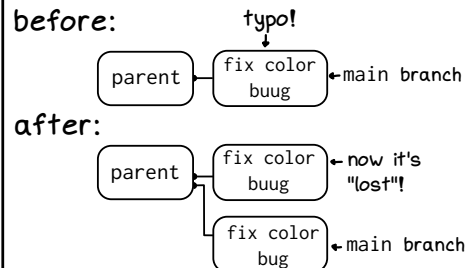 before:
typo!
parent
fix color
buug
main branch
after:
parent
fix color
buug
now it's
"lost"!
fix color
bug
main branch